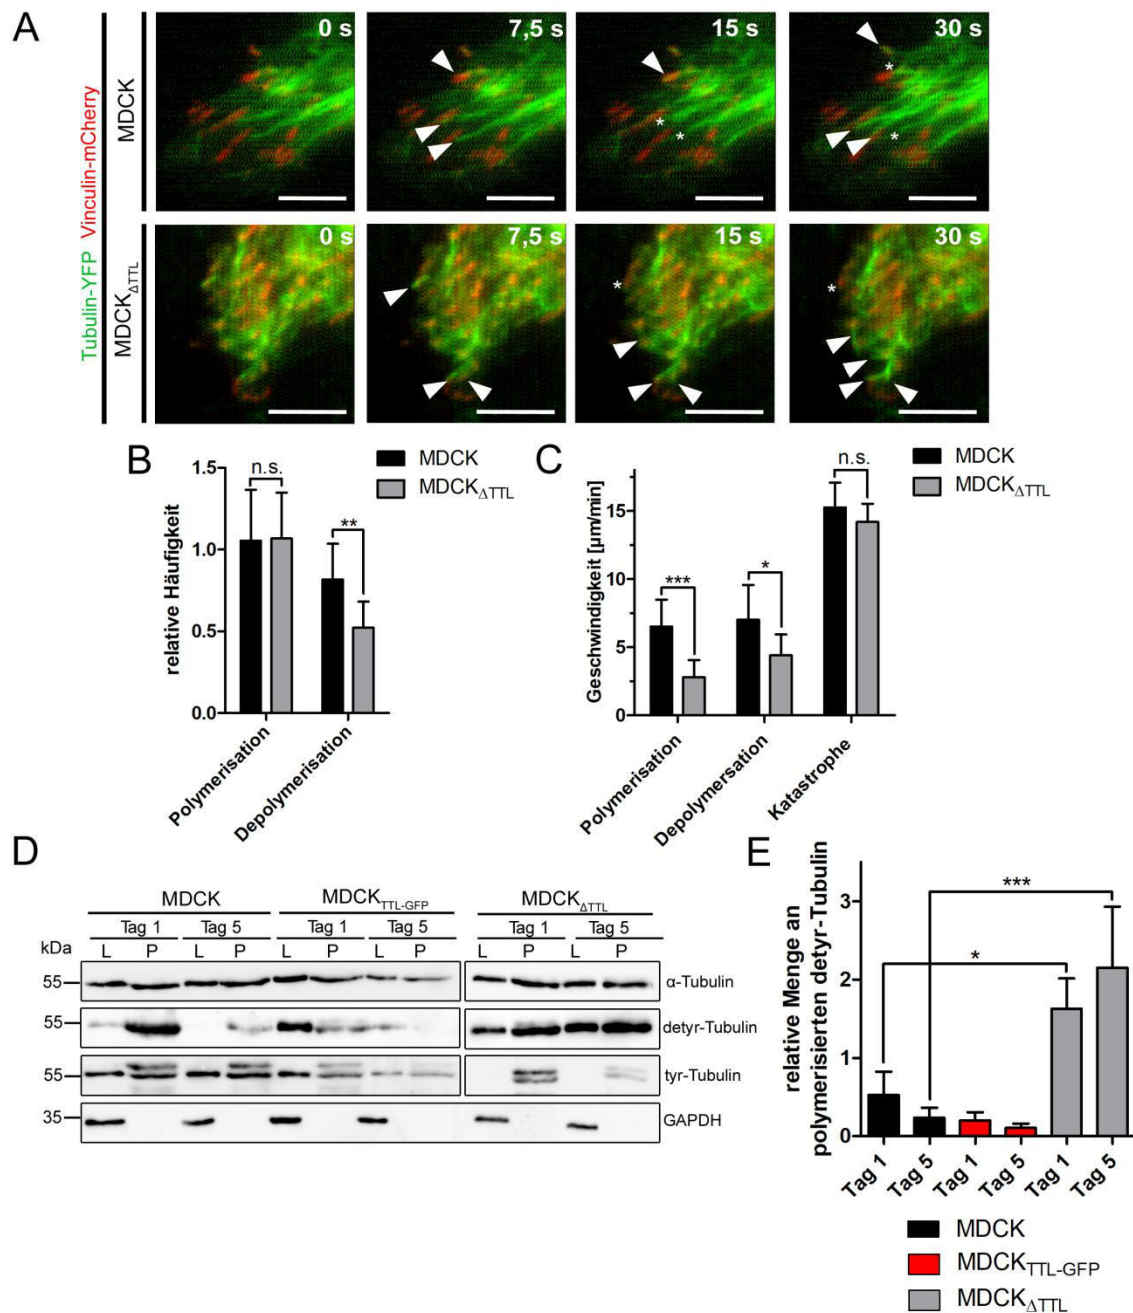 A
0 s 7,5 s 15 s 30 s
Tubulin-YFP Vinculin-mCherry
MDCK
*
* *
*
0 s 7,5 s 15 s 30 s
MDCKΔTTL
* *
B
MDCK
MDCKΔTTL
relative Häufigkeit
1.5
1.0
0.5
0.0
n.s.
**
Polymerisation
Depolymerisation
C
MDCK
MDCKΔTTL
Geschwindigkeit [µm/min]
15
10
5
0
***
*
n.s.
Polymerisation
Depolymersation
Katastrophe
D
MDCK MDCKTTL-GFP MDCKΔTTL
Tag 1 Tag 5 Tag 1 Tag 5 Tag 1 Tag 5
kDa L P L P L P L P L P L P
55 α-Tubulin
55 detyr-Tubulin
55 tyr-Tubulin
35 GAPDH
E
relative Menge an
polymerisierten detyr-Tubulin
3
2
1
0
***
*
Tag 1 Tag 5 Tag 1 Tag 5 Tag 1 Tag 5
MDCK
MDCKTTL-GFP
MDCKΔTTL